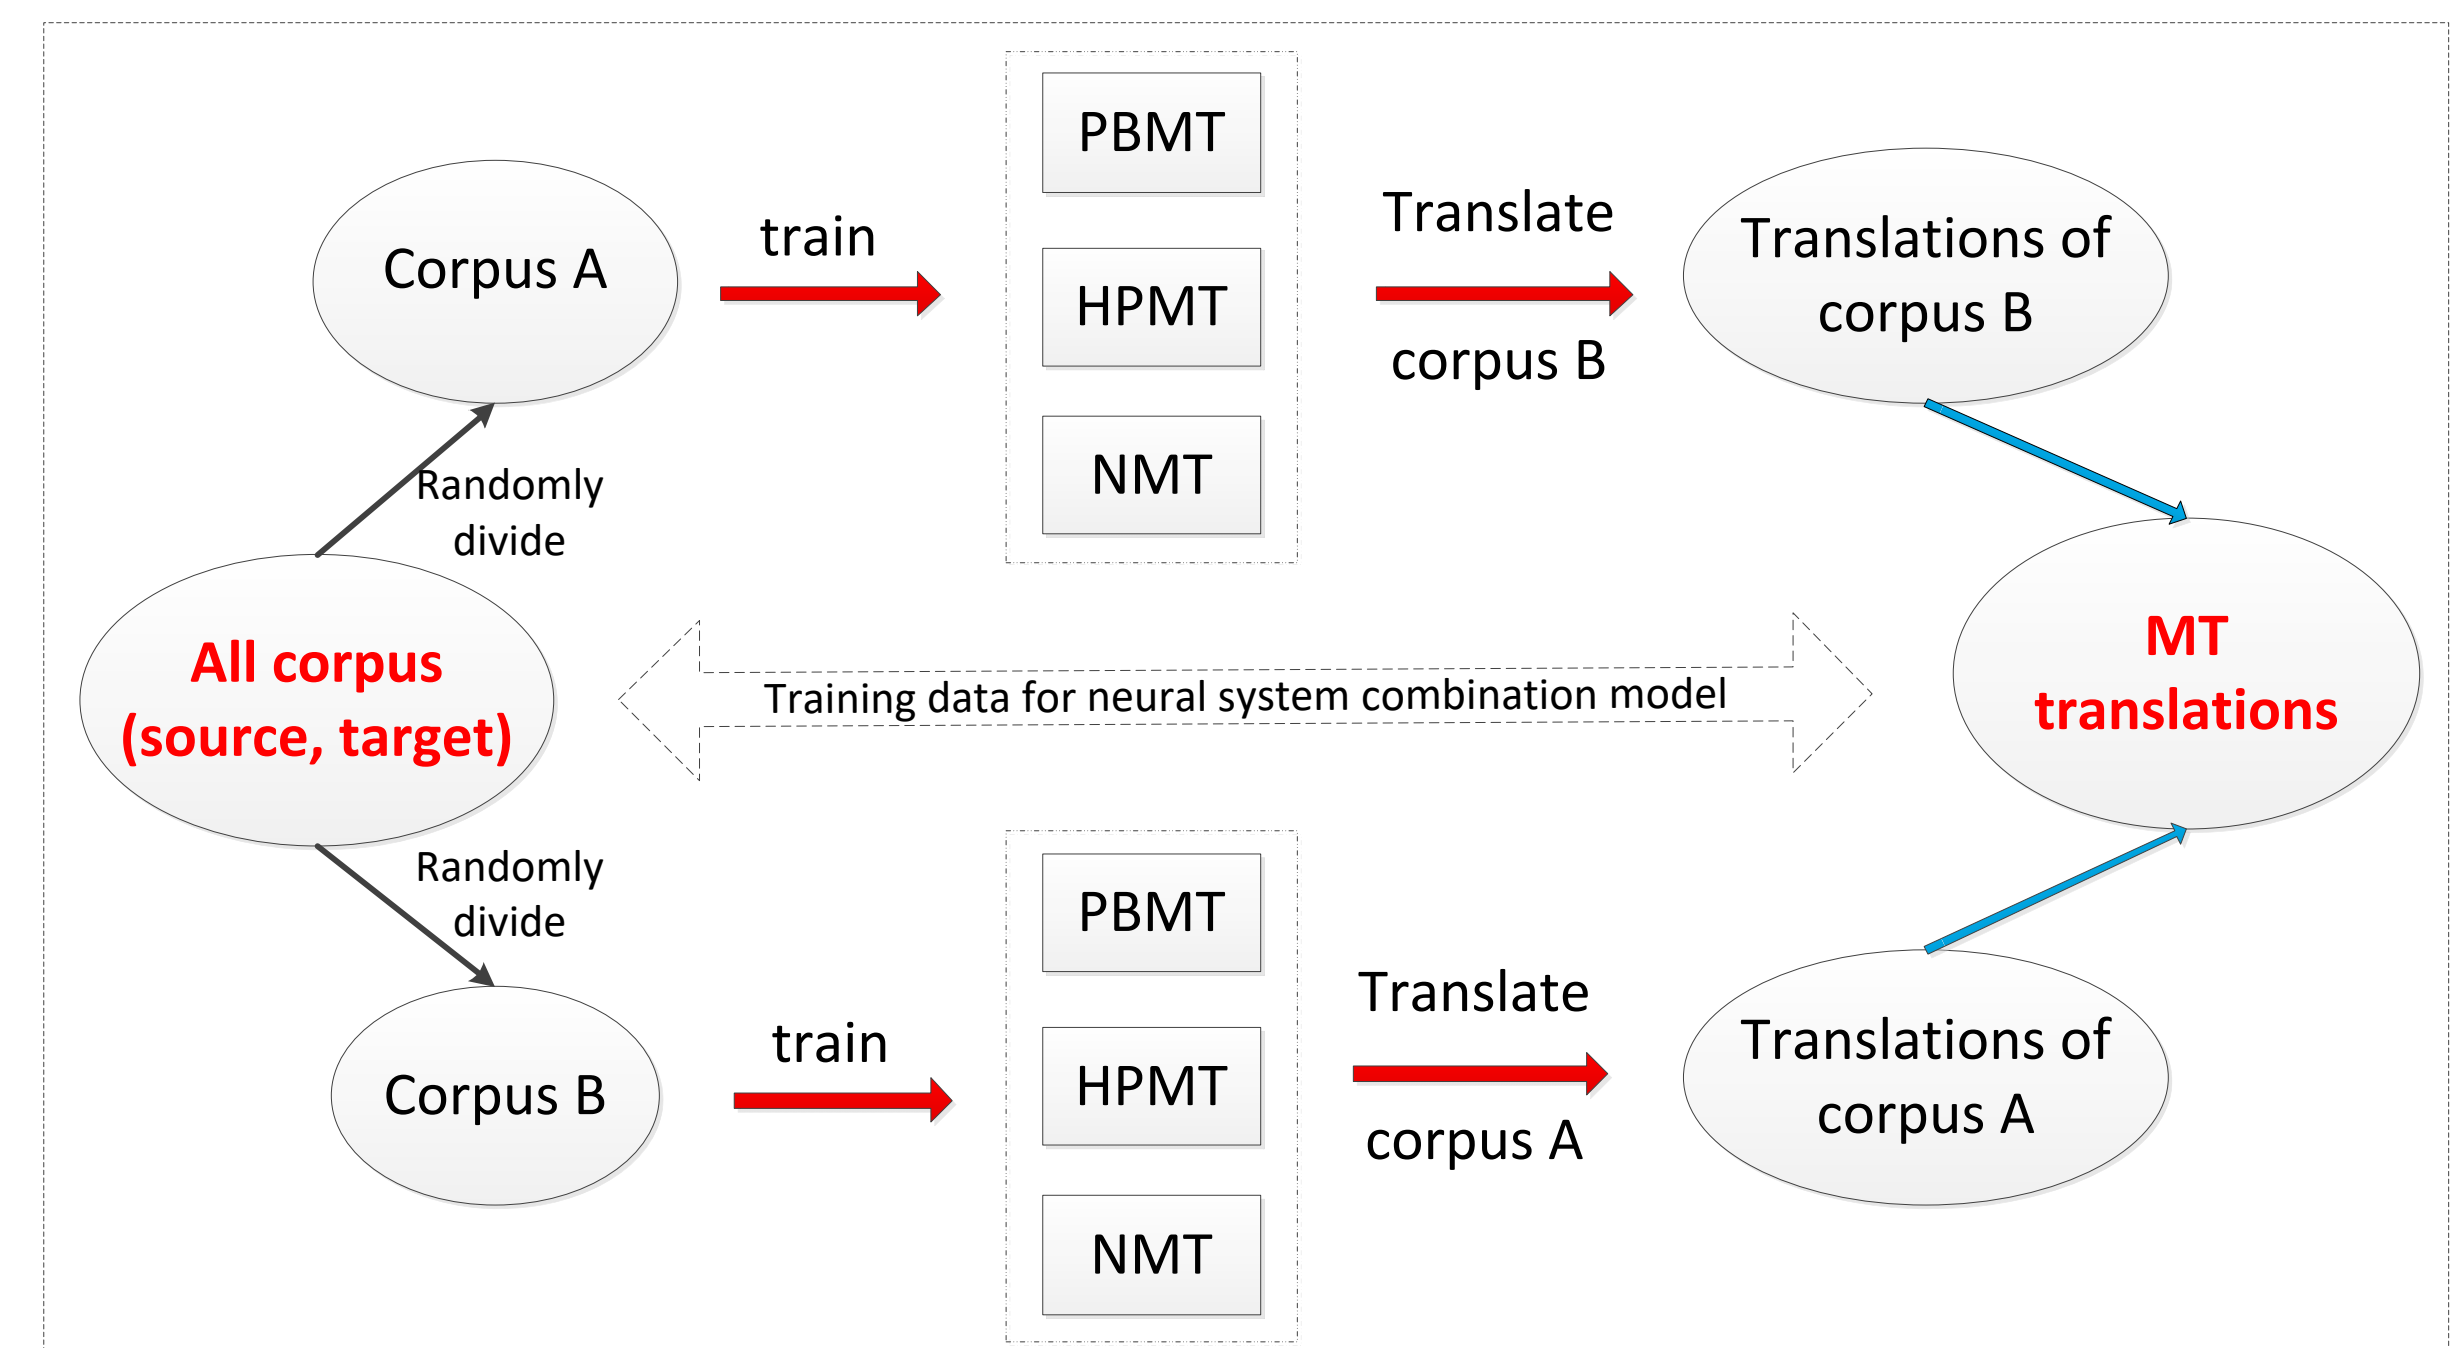 PBMT
Corpus A
train
HPMT
Translate
corpus B
Translations of
corpus B
NMT
Randomly
divide
All corpus
(source, target)
Training data for neural system combination model
MT
translations
Randomly
divide
PBMT
Corpus B
train
HPMT
Translate
corpus A
Translations of
corpus A
NMT